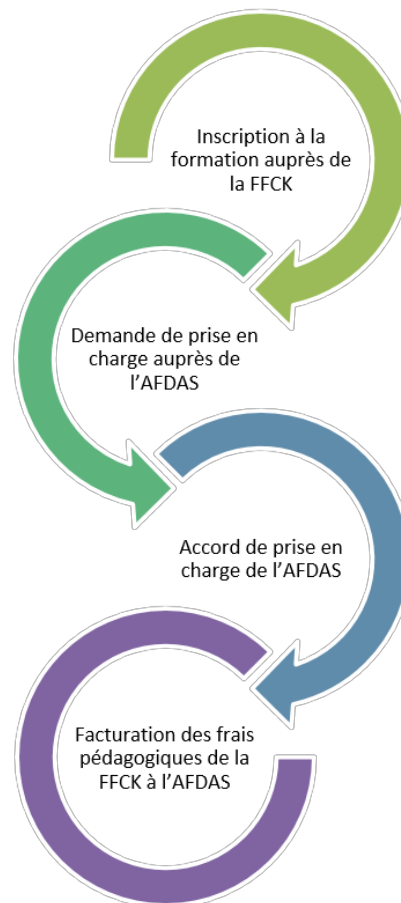 Inscription à la
formation auprès de
la FFCK
Demande de prise en
charge auprès de
l'AFDAS
Accord de prise en
charge de l'AFDAS
Facturation des frais
pédagogiques de la
FFCK à l'AFDAS